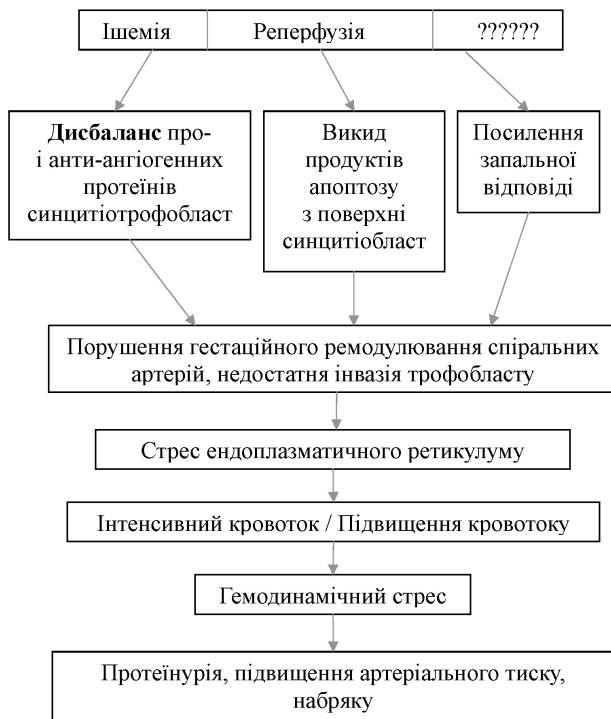 Ішемія Реперфузія ??????
Дисбаланс про-
і анти-ангіогенних
протеїнів
синцитіотрофобласт
Викид
продуктів
апоптозу
з поверхні
синцитіобласт
Посилення
запальної
відповіді
Порушення гестаційного ремодулювання спіральних
артерій, недостатня інвазія трофобласту
Стрес ендоплазматичного ретикулуму
Інтенсивний кровоток / Підвищення кровотоку
Гемодинамічний стрес
Протеїнурія, підвищення артеріального тиску,
набряку